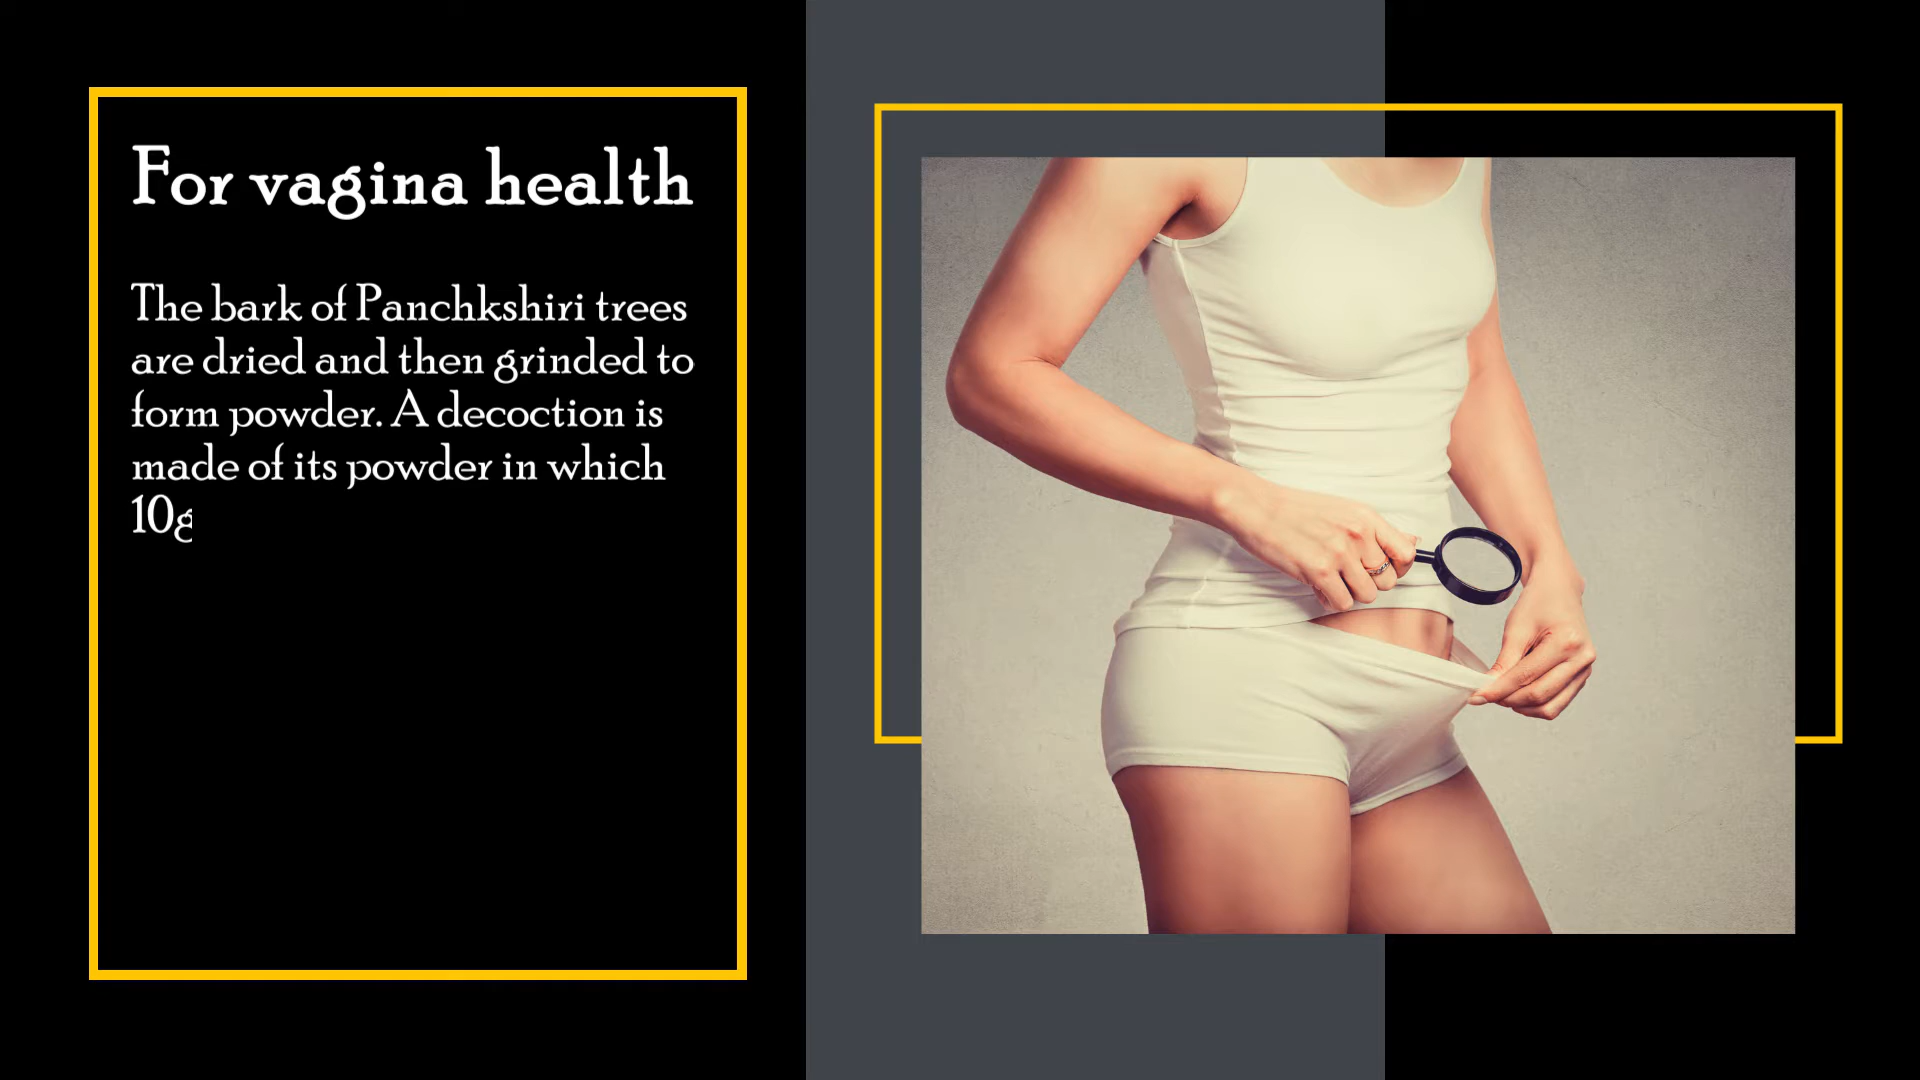 For vagina health
The bark of Panchkshiri trees
are dried and then grinded to
form powder. A decoction is
made of its powder in which
10g